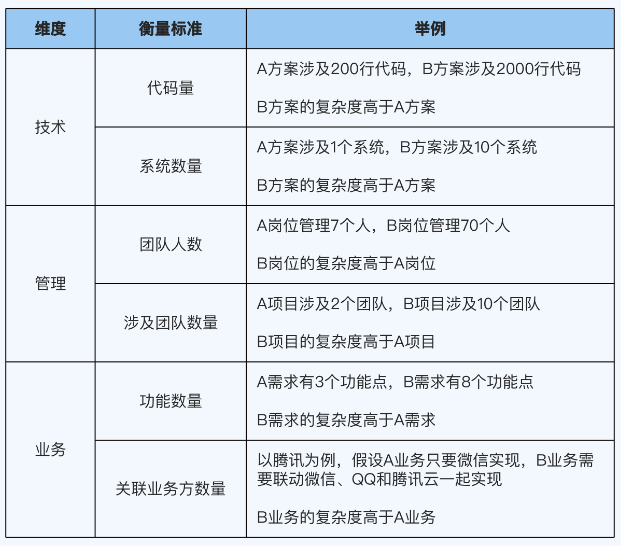 维度
衡量标准
举例
技术
代码量
A方案涉及200行代码，B方案涉及2000行代码
B方案的复杂度高于A方案
系统数量
A方案涉及1个系统，B方案涉及10个系统
B方案的复杂度高于A方案
管理
团队人数
A岗位管理7个人，B岗位管理70个人
B岗位的复杂度高于A岗位
涉及团队数量
A项目涉及2个团队，B项目涉及10个团队
B项目的复杂度高于A项目
业务
功能数量
A需求有3个功能点，B需求有8个功能点
B需求的复杂度高于A需求
关联业务方数量
以腾讯为例，假设A业务只要微信实现，B业务需
要联动微信、QQ和腾讯云一起实现
B业务的复杂度高于A业务